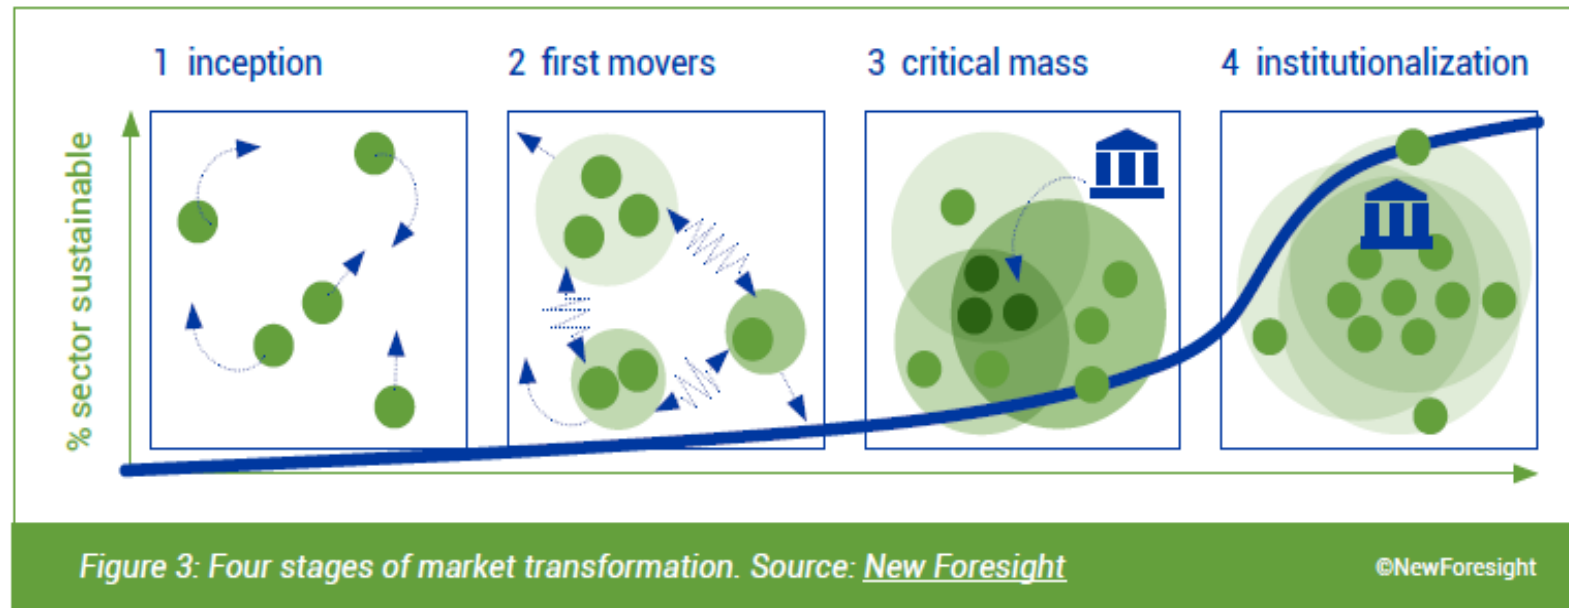 1 inception
2 first movers
3 critical mass
4 institutionalization
% sector sustainable
Figure 3: Four stages of market transformation. Source: New Foresight
©NewForesight